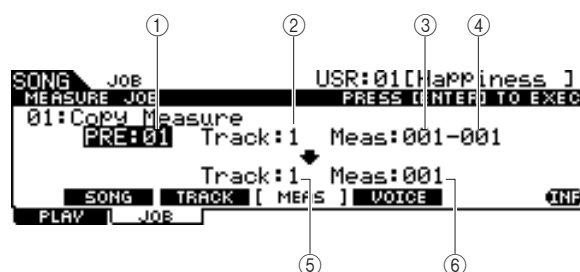 ① ② ③ ④
SONG JOB USR:01[Happiness ]
MEASURE JOB PRESS [ENTER] TO EXEC
01:Copy Measure
PRE:01 Track:1 Meas:001-001
Track:1 Meas:001
SONG TRACK [ MEAS ] VOICE INF
PLAY JOB
⑤ ⑥